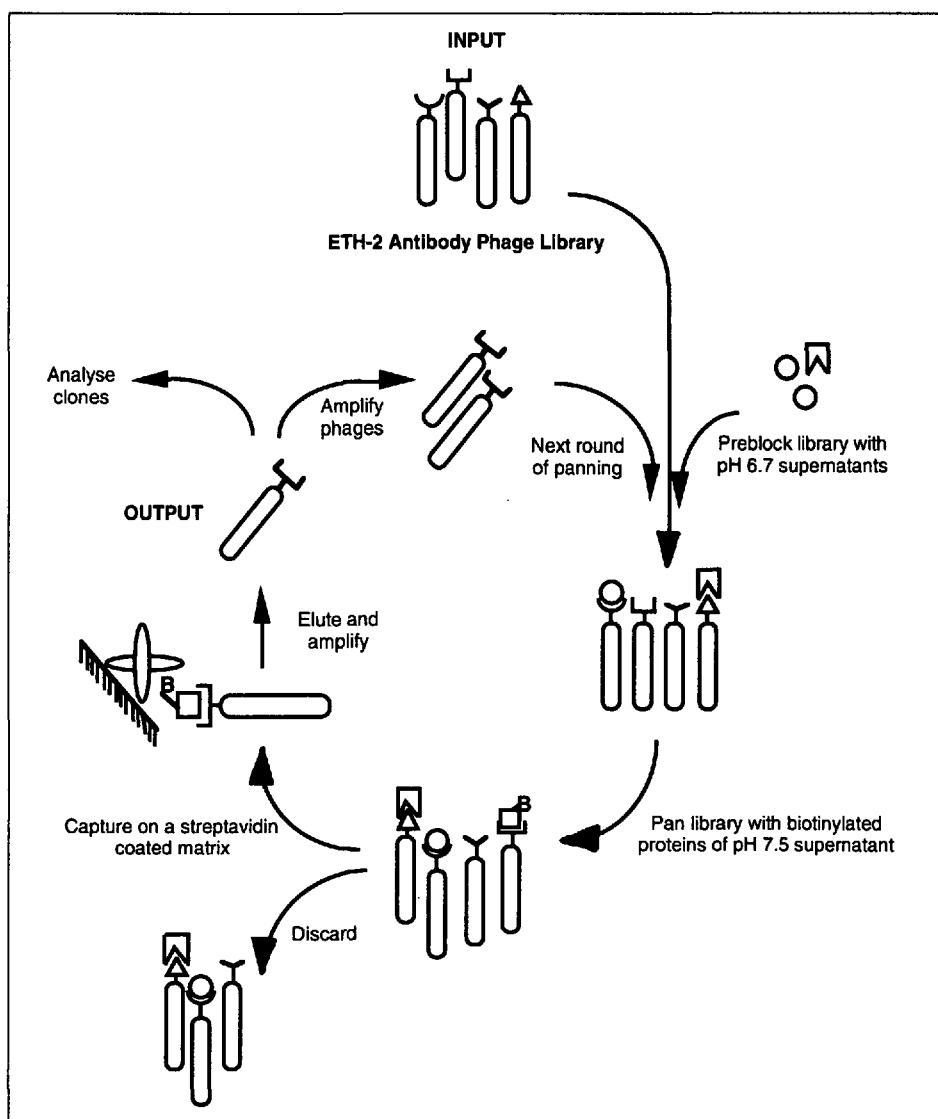 INPUT
ETH-2 Antibody Phage Library
Analyse
clones
Amplify
phages
Next round
of panning
Preblock library with
pH 6.7 supernatants
OUTPUT
Elute and
amplify
B
B
Capture on a streptavidin
coated matrix
Pan library with biotinylated
proteins of pH 7.5 supernatant
Discard